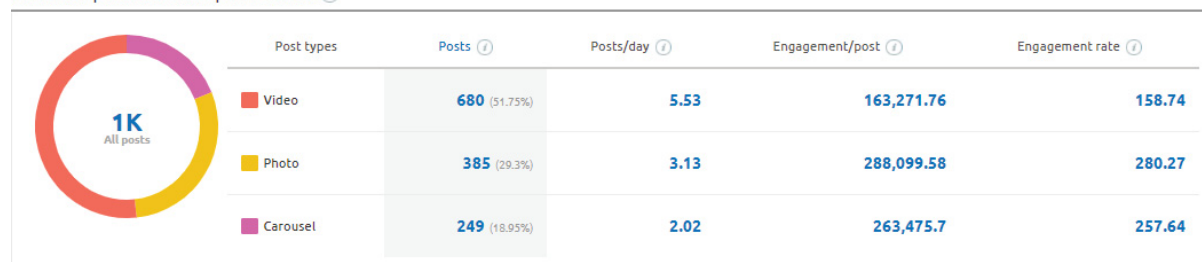 Post types Posts i Posts/day i Engagement/post i Engagement rate i
Video 680 (51.75%) 5.53 163,271.76 158.74
1K
All posts
Photo 385 (29.3%) 3.13 288,099.58 280.27
Carousel 249 (18.95%) 2.02 263,475.7 257.64